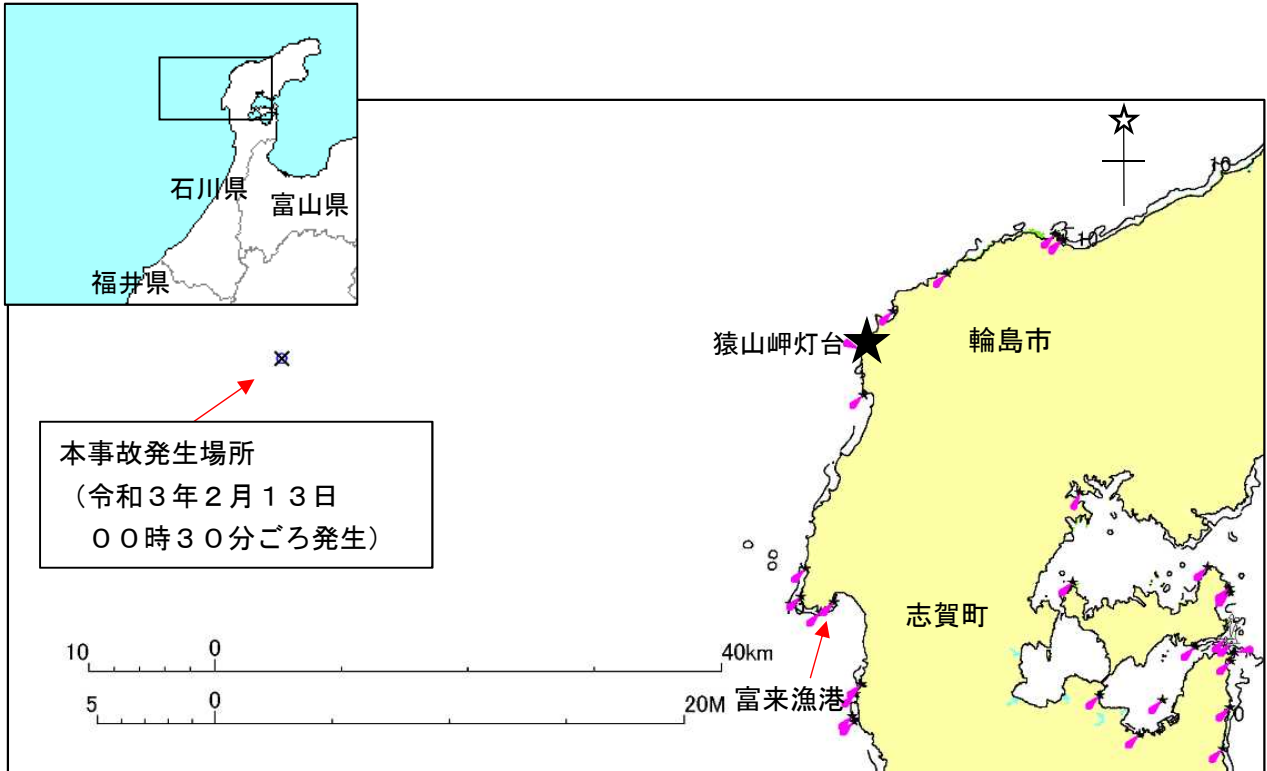 石川県
富山県
福井県
10
10
猿山岬灯台
輪島市
本事故発生場所
（令和３年２月１３日
００時３０分ごろ発生）
志賀町
10 0 40km
5 0 20M
富来漁港